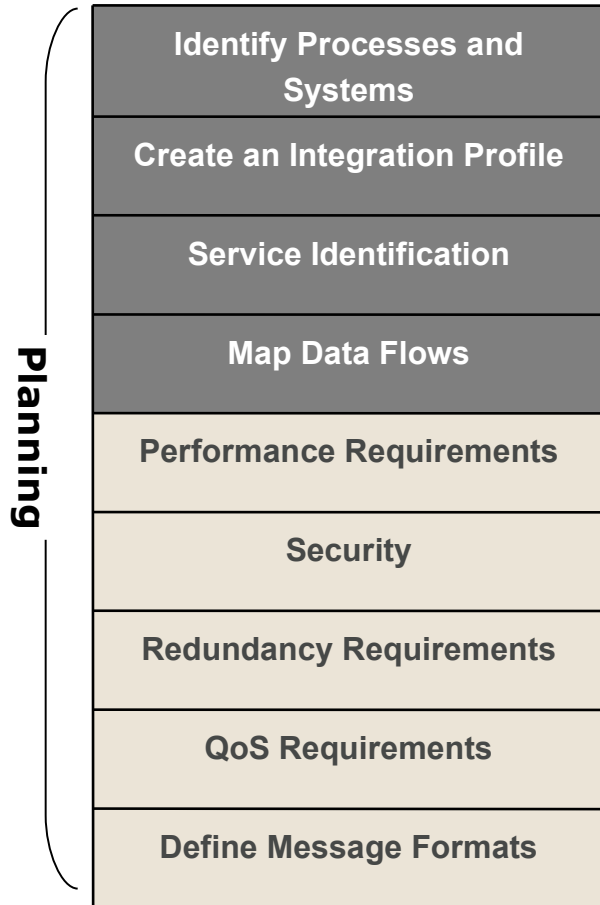 Planning
Identify Processes and
Systems
Create an Integration Profile
Service Identification
Map Data Flows
Performance Requirements
Security
Redundancy Requirements
QoS Requirements
Define Message Formats